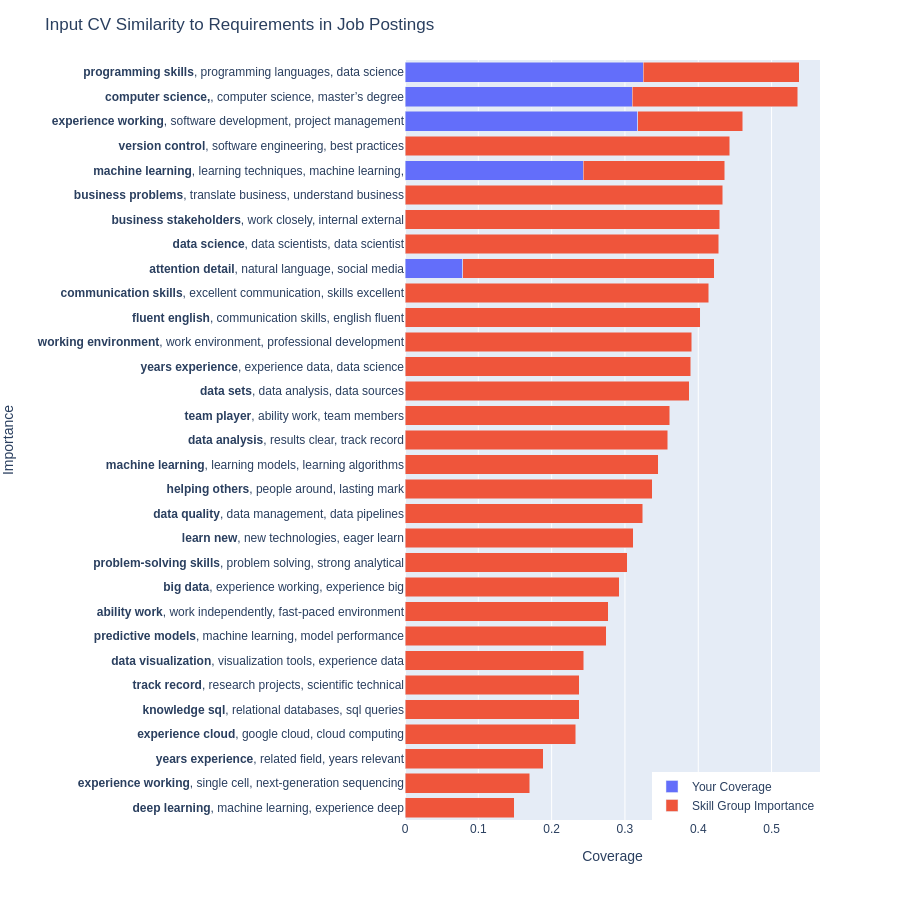 Input CV Similarity to Requirements in Job Postings
programming skills, programming languages, data science
computer science,, computer science, master’s degree
experience working, software development, project management
version control, software engineering, best practices
machine learning, learning techniques, machine learning,
business problems, translate business, understand business
business stakeholders, work closely, internal external
data science, data scientists, data scientist
attention detail, natural language, social media
communication skills, excellent communication, skills excellent
fluent english, communication skills, english fluent
working environment, work environment, professional development
years experience, experience data, data science
data sets, data analysis, data sources
team player, ability work, team members
data analysis, results clear, track record
machine learning, learning models, learning algorithms
helping others, people around, lasting mark
data quality, data management, data pipelines
learn new, new technologies, eager learn
problem-solving skills, problem solving, strong analytical
big data, experience working, experience big
ability work, work independently, fast-paced environment
predictive models, machine learning, model performance
data visualization, visualization tools, experience data
track record, research projects, scientific technical
knowledge sql, relational databases, sql queries
experience cloud, google cloud, cloud computing
years experience, related field, years relevant
experience working, single cell, next-generation sequencing
deep learning, machine learning, experience deep
Importance
0 0.1 0.2 0.3 0.4 0.5
Coverage
Your Coverage
Skill Group Importance